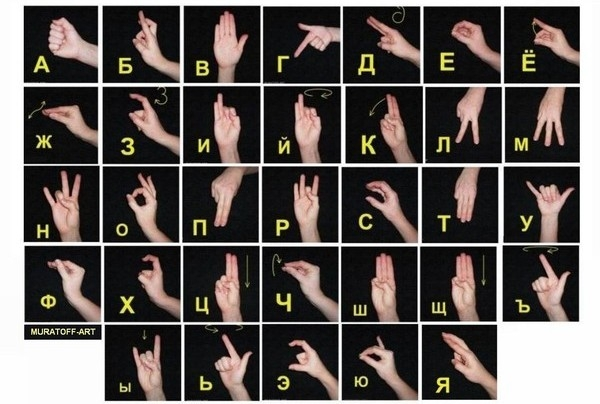 А Б В Г Д Е Ё
Ж З И Й К Л М
Н О П Р С Т У
Ф Х Ц Ч Ш Щ Ъ
MURATOFF-ART
Ы Ь Э Ю Я